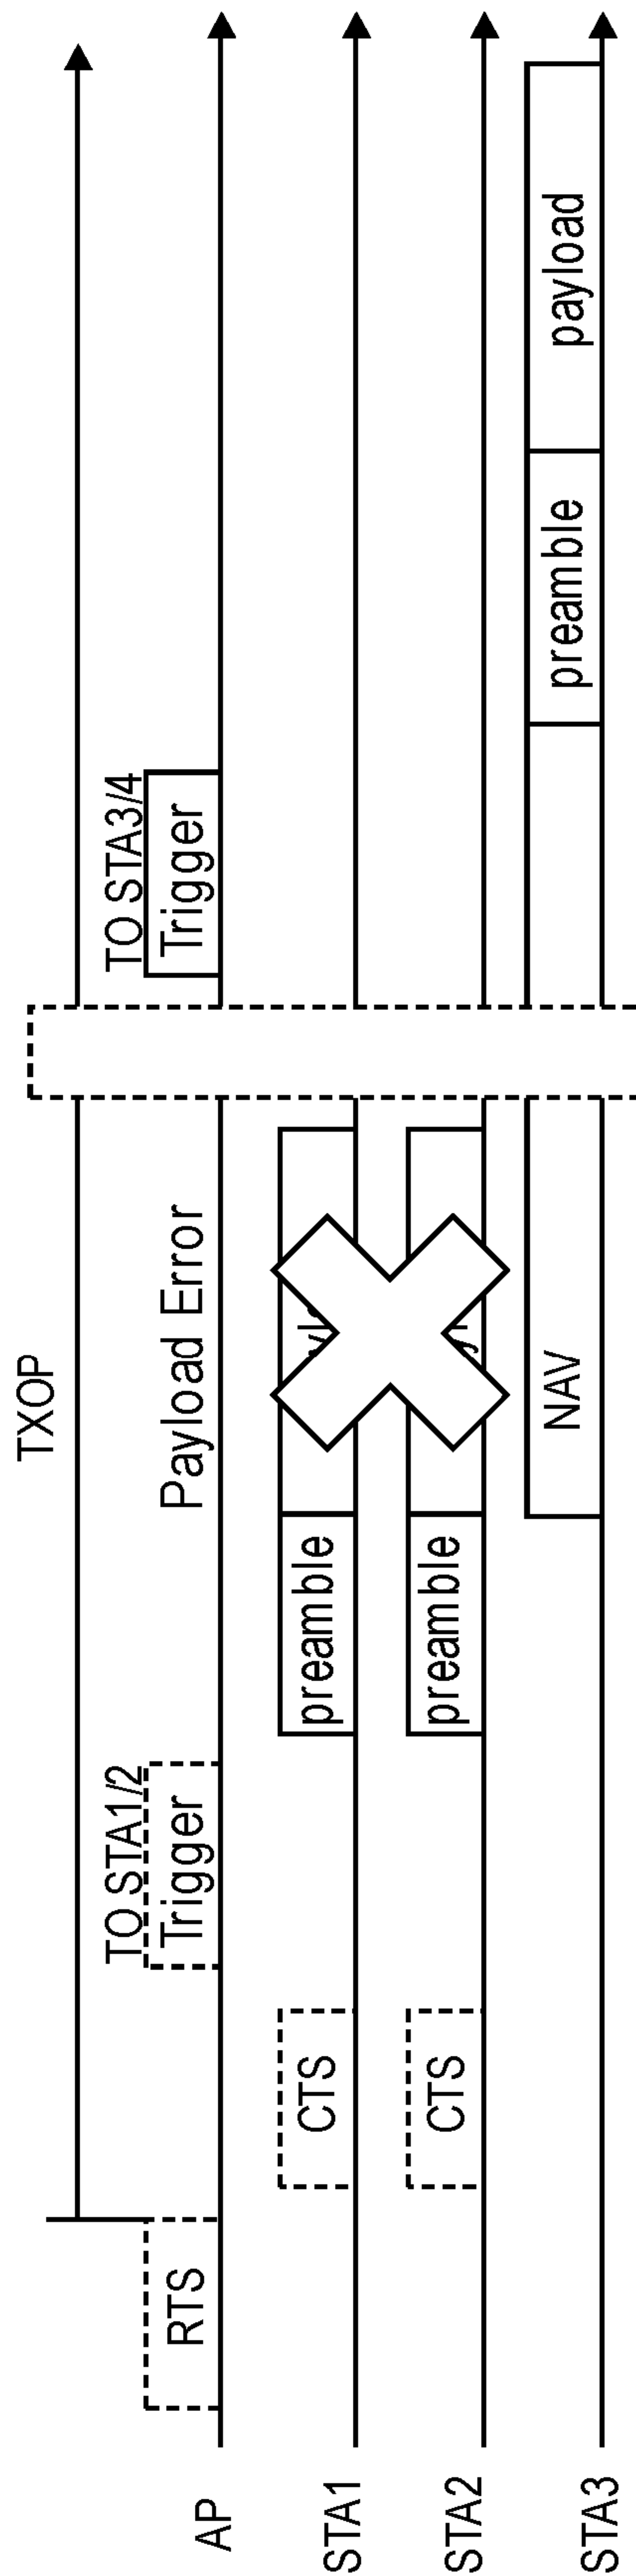 TXOP
TO STA1/2
Payload Error
TO STA3/4
AP
RTS
Trigger
Trigger
STA1
CTS
preamble
STA2
CTS
preamble
STA3
NAV
preamble
payload